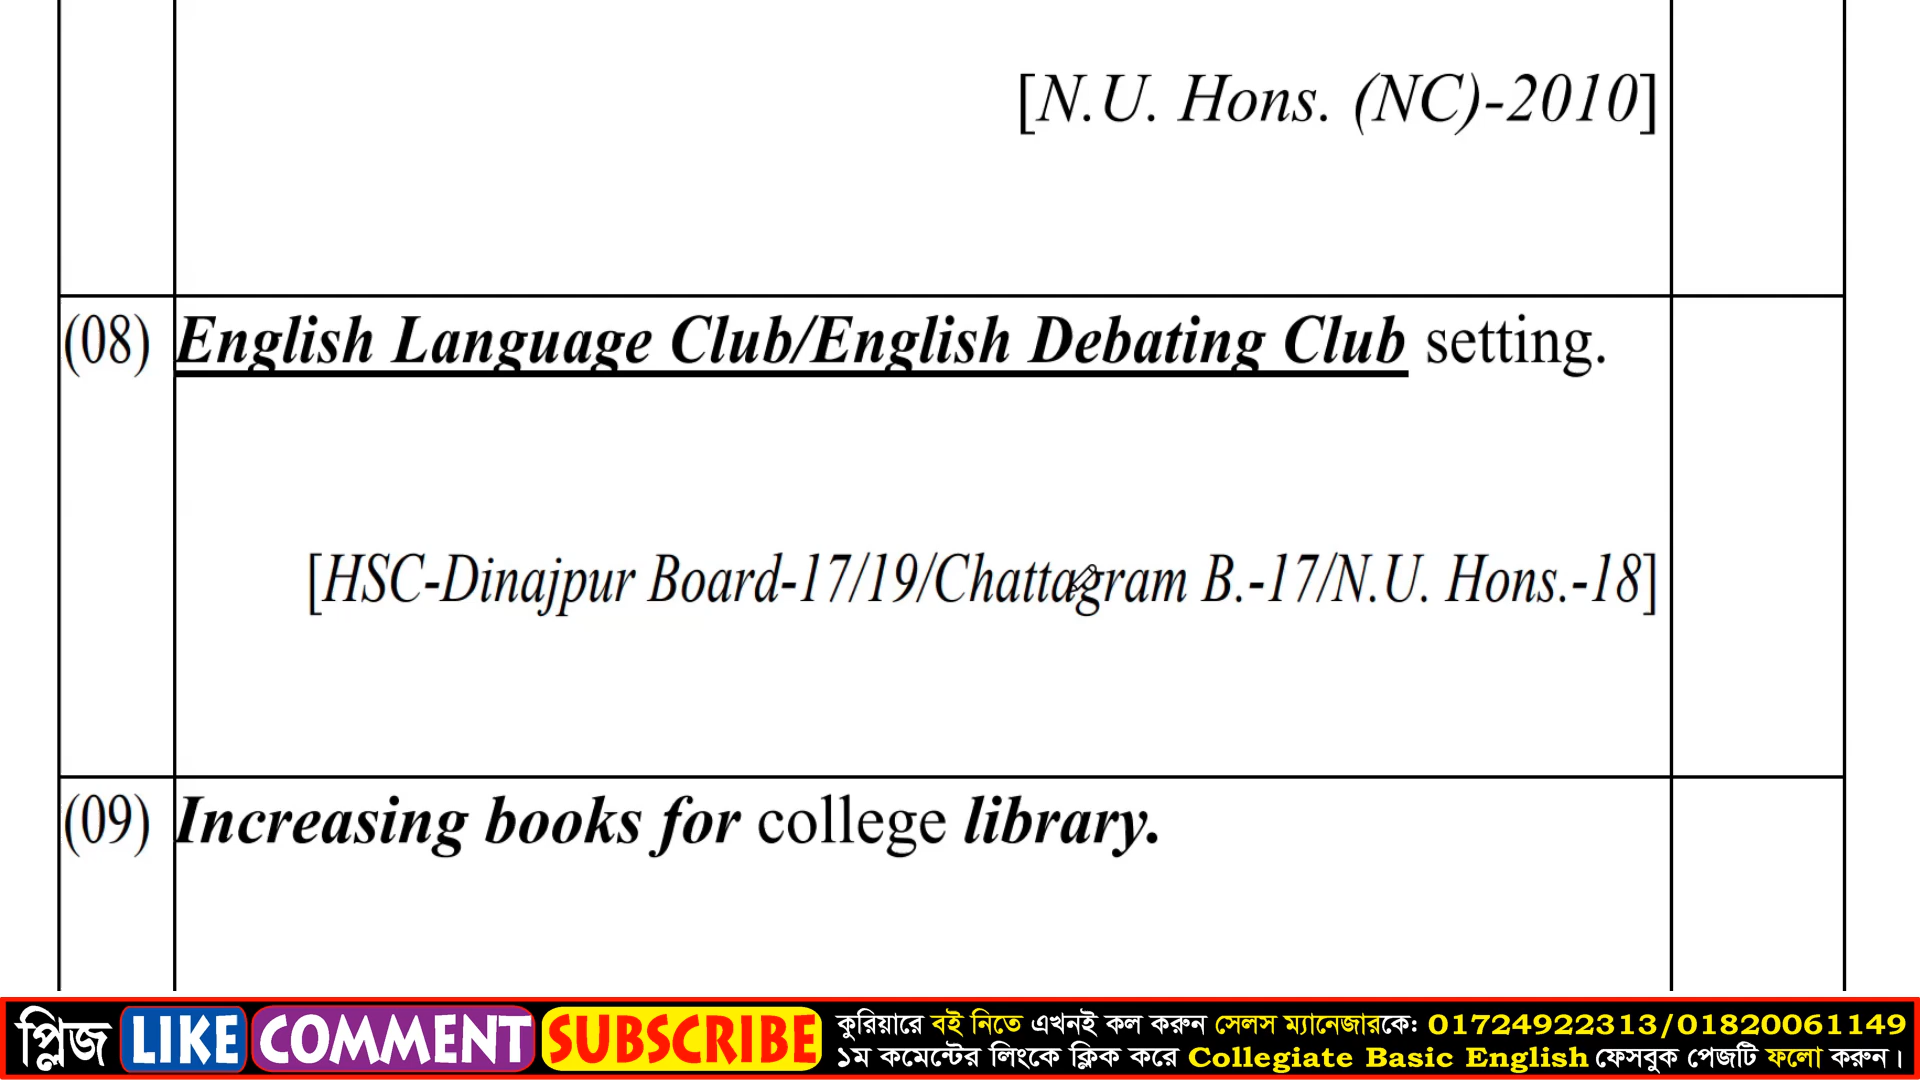 [N.U. Hons. (NC)-2010]
(08) English Language Club/English Debating Club setting.
[HSC-Dinajpur Board-17/19/Chattagram B.-17/N.U. Hons.-18]
(09) Increasing books for college library.
প্লিজ LIKE COMMENT SUBSCRIBE
কুরিয়ারে বই নিতে এখনই কল করুন সেলস ম্যানেজারকে: 01724922313/01820061149
১ম কমেন্টের লিংকে ক্লিক করে Collegiate Basic English ফেসবুক পেজটি ফলো করুন।